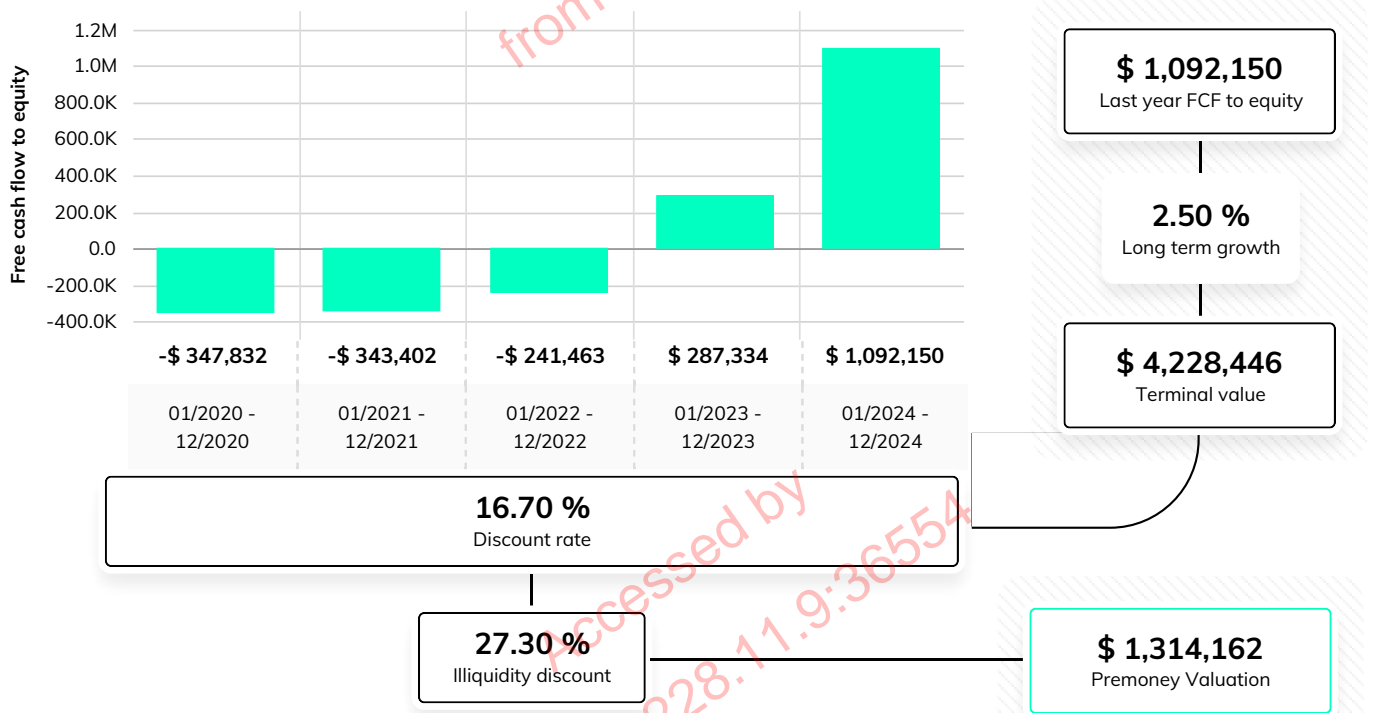 Free cash flow to equity
1.2M
1.0M
800.0K
600.0K
400.0K
200.0K
0.0
-200.0K
-400.0K
-$ 347,832
-$ 343,402
-$ 241,463
$ 287,334
$ 1,092,150
01/2020 -
12/2020
01/2021 -
12/2021
01/2022 -
12/2022
01/2023 -
12/2023
01/2024 -
12/2024
$ 1,092,150
Last year FCF to equity
2.50 %
Long term growth
$ 4,228,446
Terminal value
16.70 %
Discount rate
27.30 %
Illiquidity discount
$ 1,314,162
Premoney Valuation
from
Accessed by
228.11.9:36554